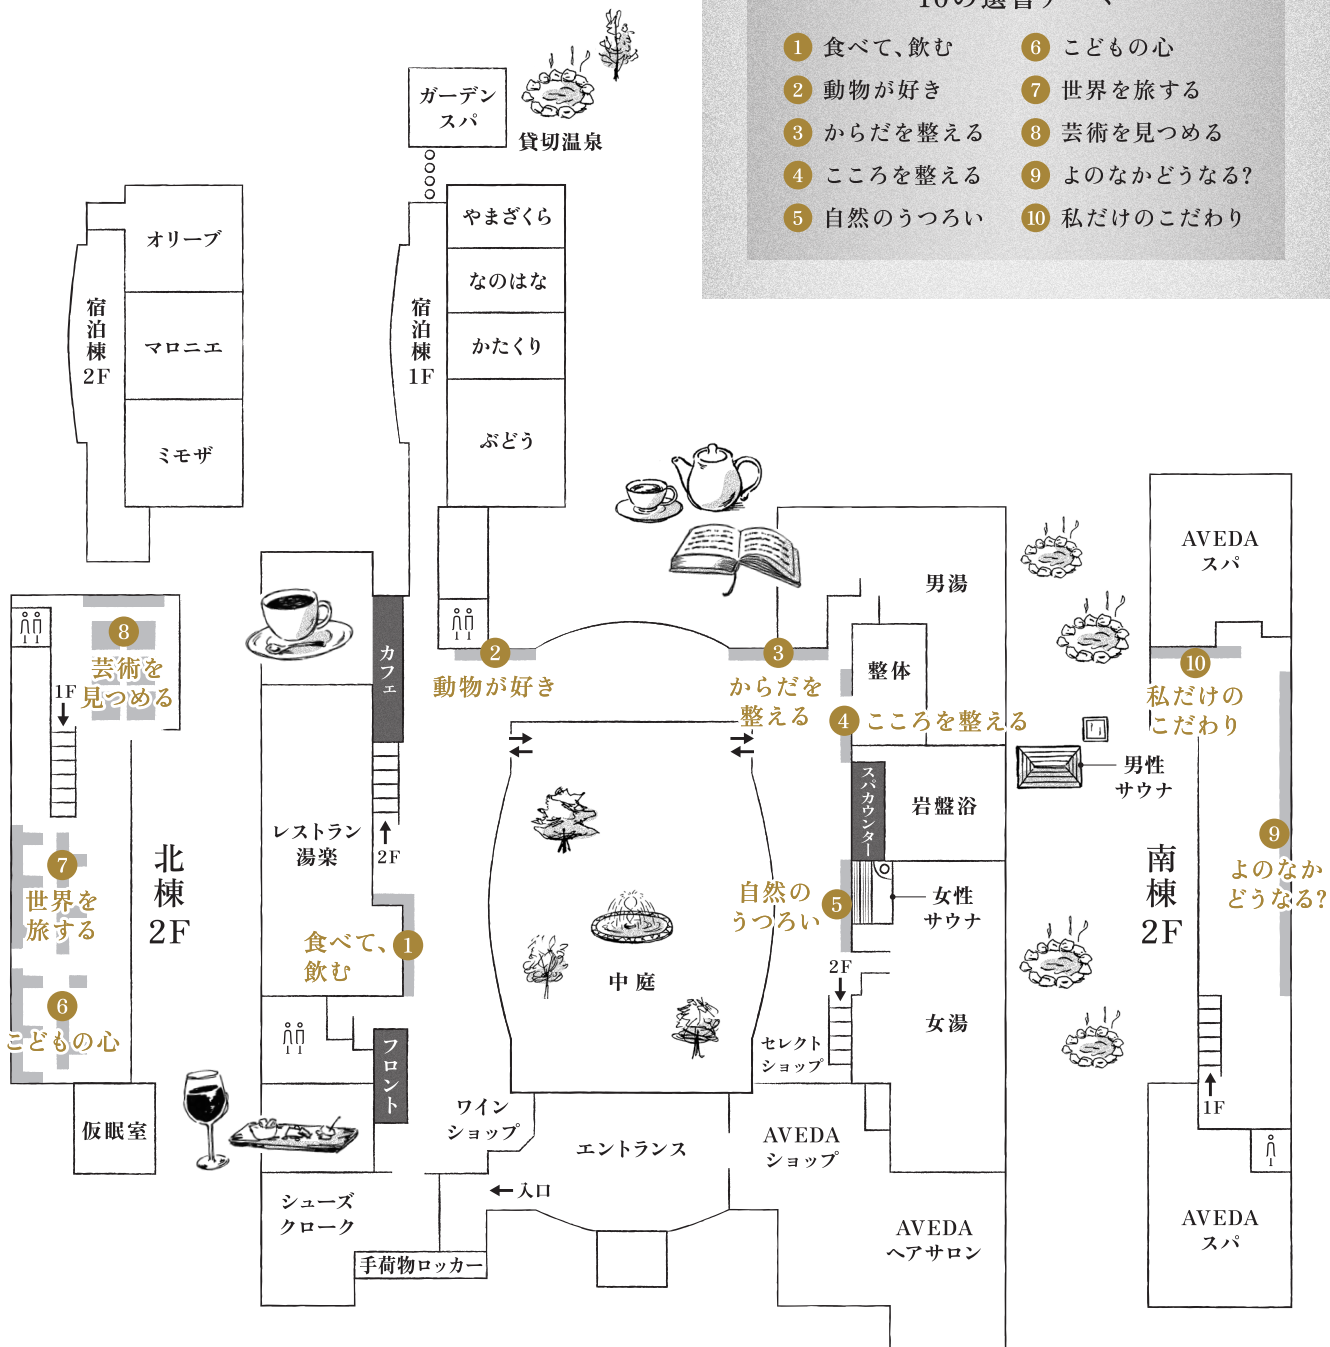 10の選書テーマ
1 食べて、飲む
2 動物が好き
3 からだを整える
4 こころを整える
5 自然のうつろい
6 こどもの心
7 世界を旅する
8 芸術を見つめる
9 よのなかどうなる?
10 私だけのこだわり
ガーデン
スパ
貸切温泉
オリーブ
マロニエ
ミモザ
宿泊棟2F
やまざくら
なのはな
かたくり
ぶどう
宿泊棟1F
8
芸術を
見つめる
1F
7
世界を
旅する
6
こどもの心
北棟2F
仮眠室
カフェ
レストラン
湯楽
2F
食べて、
飲む
1
フロント
ワイン
ショップ
シューズ
クローク
手荷物ロッカー
2
動物が好き
3
からだを
整える
中庭
エントランス
入口
男湯
整体
4 こころを整える
スパカウンター
岩盤浴
自然の
うつろい
5
女性
サウナ
2F
女湯
セレクト
ショップ
AVEDA
ショップ
AVEDA
ヘアサロン
男性
サウナ
AVEDA
スパ
10
私だけの
こだわり
9
よのなか
どうなる?
南棟2F
1F
AVEDA
スパ